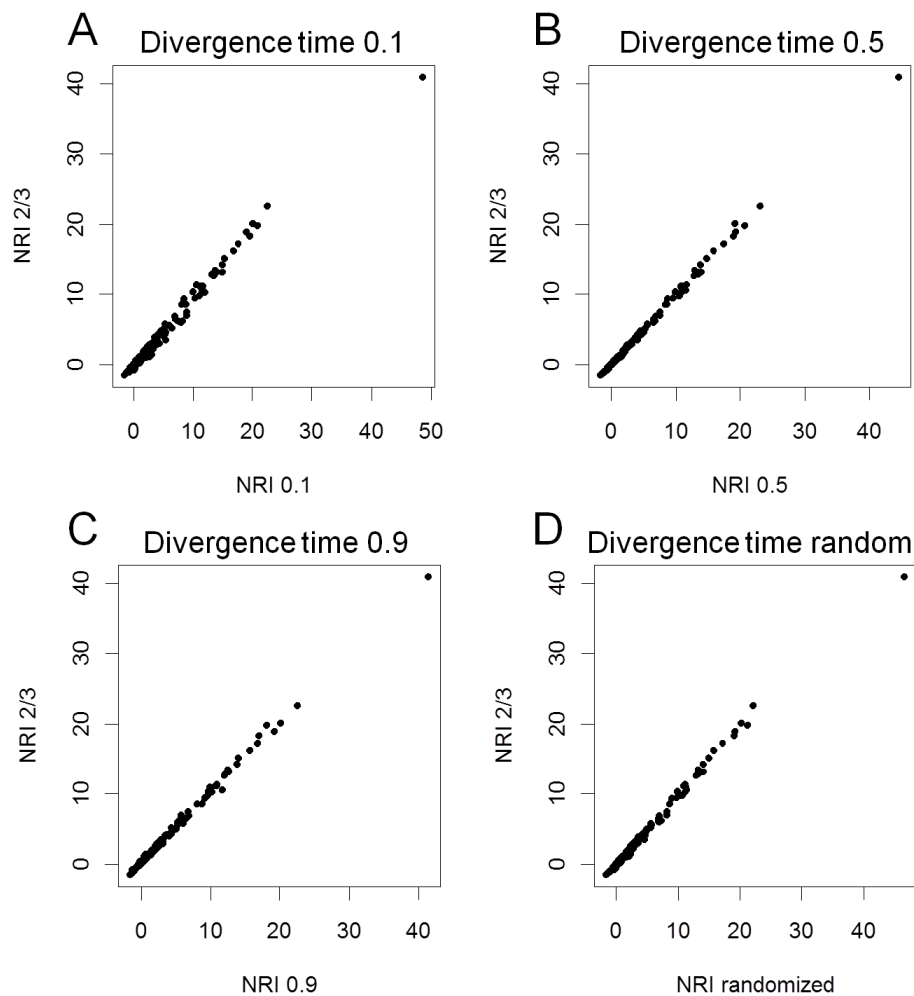 A
Divergence time 0.1
40
30
20
10
0
NRI 2/3
0 10 20 30 40 50
NRI 0.1
B
Divergence time 0.5
40
30
20
10
0
NRI 2/3
0 10 20 30 40
NRI 0.5
C
Divergence time 0.9
40
30
20
10
0
NRI 2/3
0 10 20 30 40
NRI 0.9
D
Divergence time random
40
30
20
10
0
NRI 2/3
0 10 20 30 40
NRI randomized